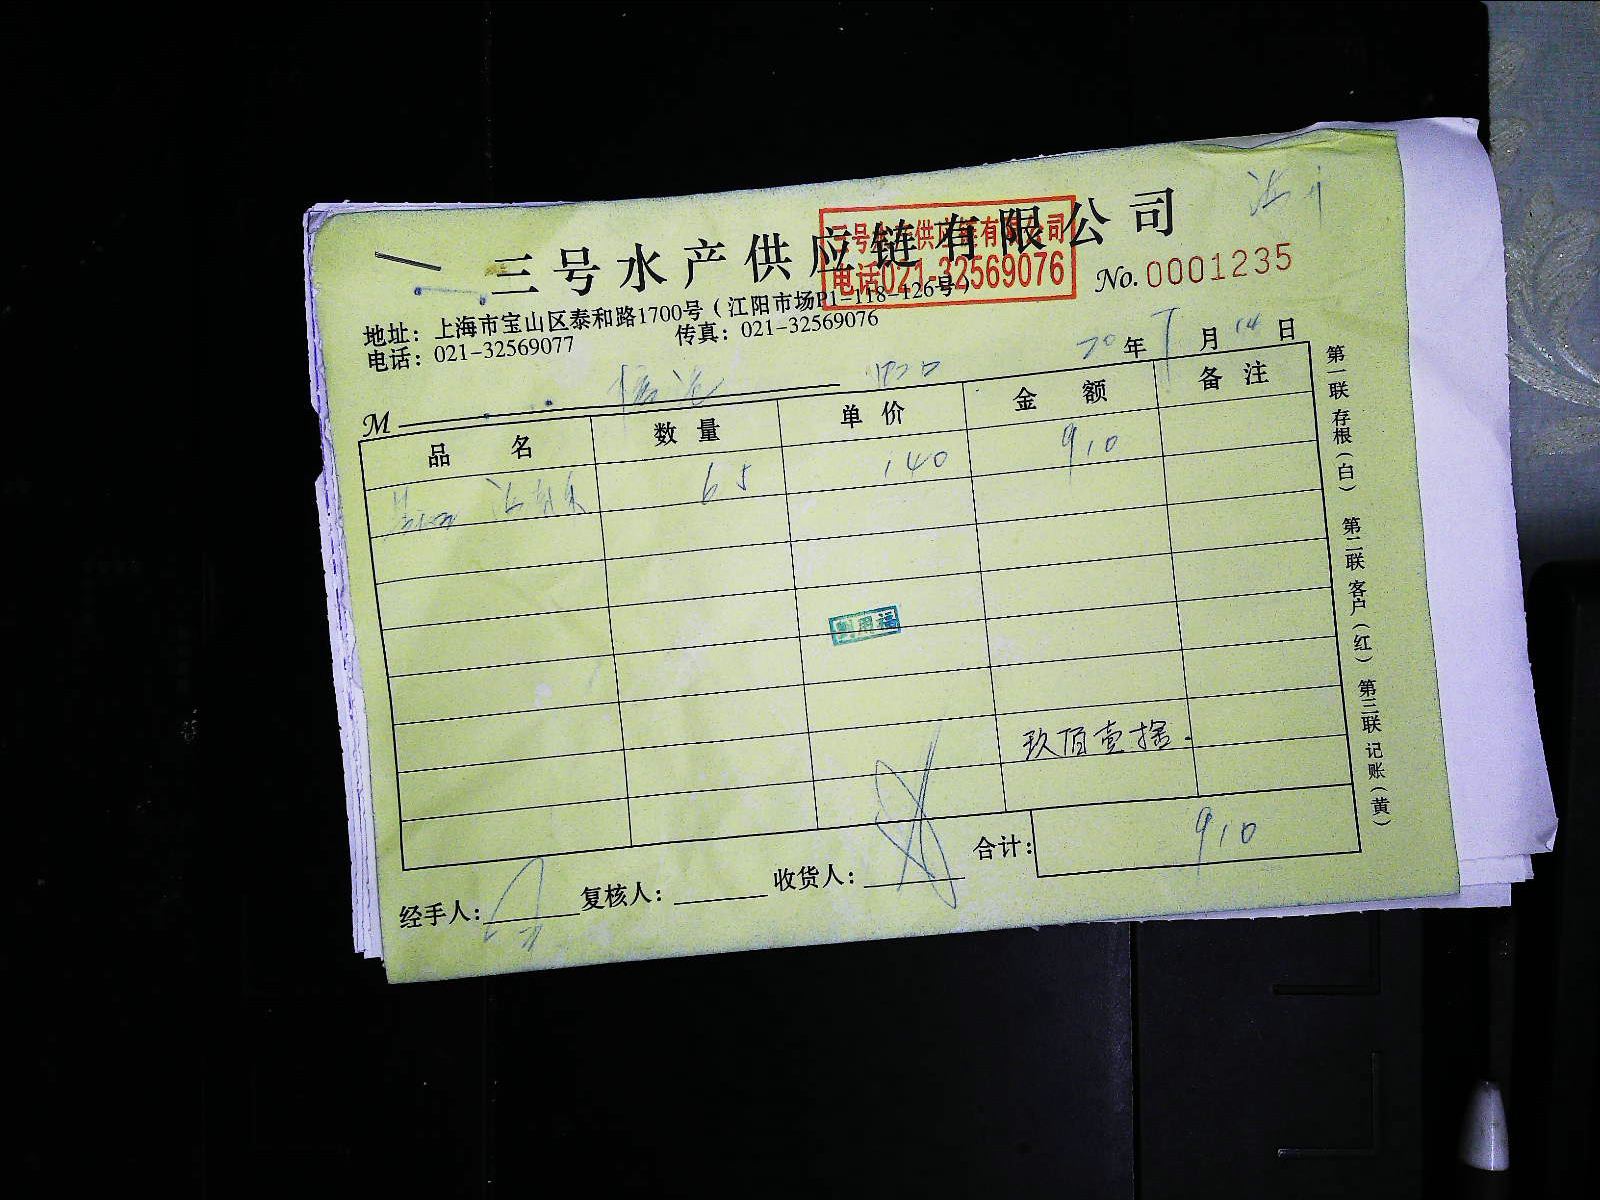 三号水产供应链有限公司
三号水产供应链有限公司
电话021-32569076
No. 0001235
地址：上海市宝山区泰和路1700号（江阳市场P1-118-126号）
电话：021-32569077 传真：021-32569076
20年 月14日
M
品名 数量 单价 金额 备注
65 140 910
玖佰壹拾.
合计： 910
经手人： 复核人： 收货人：
第一联 存根（白） 第二联 客户（红） 第三联 记账（黄）